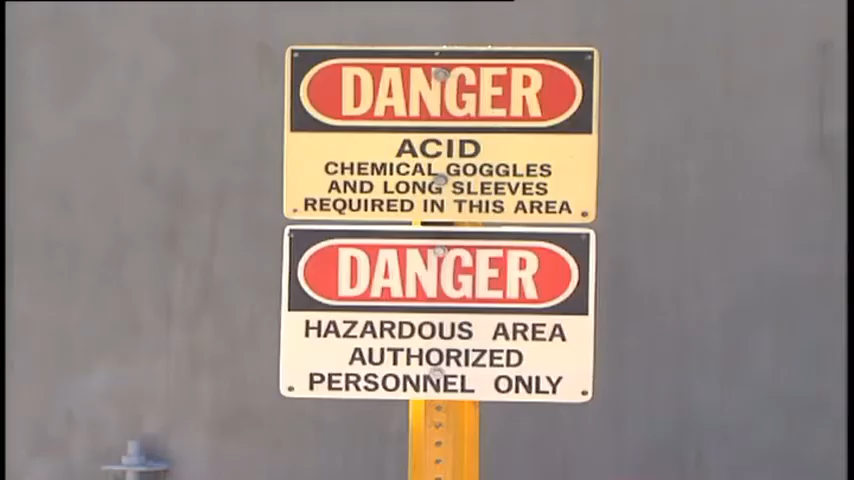 DANGER
ACID
CHEMICAL GOGGLES
AND LONG SLEEVES
REQUIRED IN THIS AREA
DANGER
HAZARDOUS AREA
AUTHORIZED
PERSONNEL ONLY